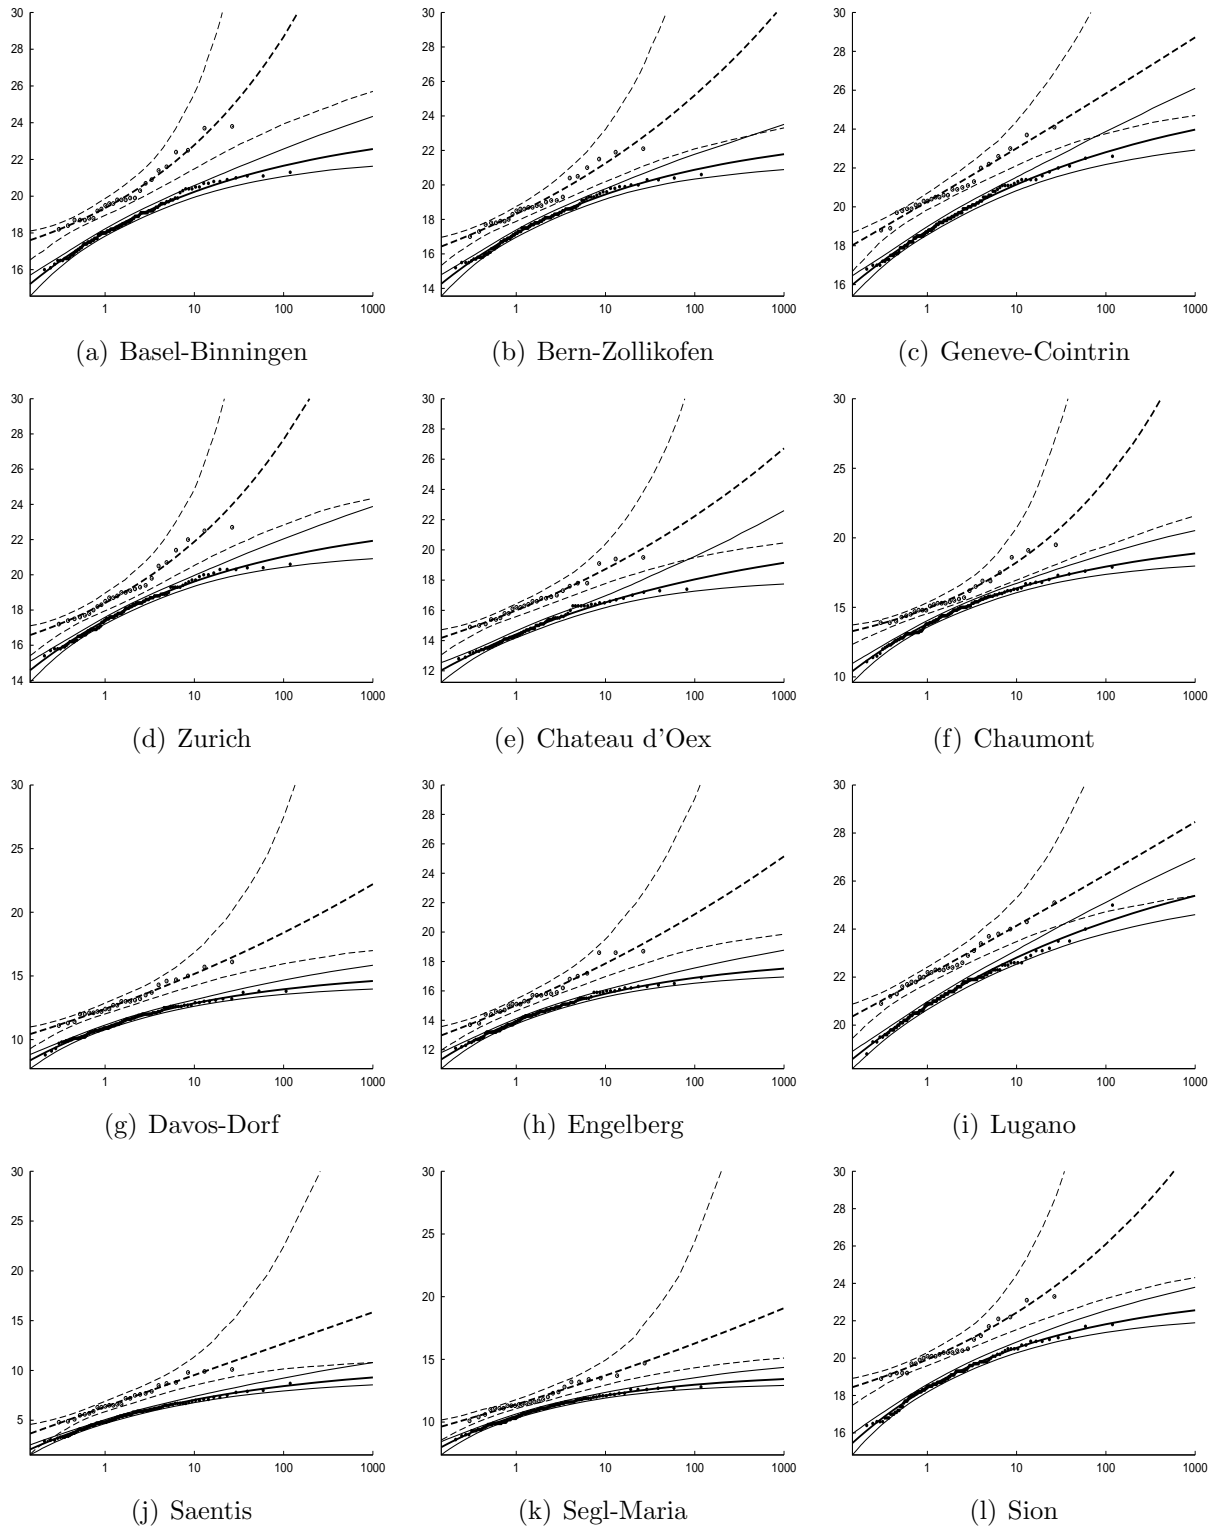 30 30 30
28 28 28
26 26 26
24 24 24
22 22 22
20 20 20
18 18 18
16 16 16
14
1 10 100 1000 1 10 100 1000 1 10 100 1000
(a) Basel-Binningen (b) Bern-Zollikofen (c) Geneve-Cointrin
30 30 30
28 28
26 26 25
24 24
22 22 20
20 20
18 18 15
16 16
14 14
12 10
1 10 100 1000 1 10 100 1000 1 10 100 1000
(d) Zurich (e) Chateau d'Oex (f) Chaumont
30 30 30
28 28
25 26 26
24
20 22 24
20
15 18 22
16
10 14 20
12
1 10 100 1000 1 10 100 1000 1 10 100 1000
(g) Davos-Dorf (h) Engelberg (i) Lugano
30 30 30
28
25 25 26
20 24
15 20 22
10 15 20
18
5 10 16
1 10 100 1000 1 10 100 1000 1 10 100 1000
(j) Saentis (k) Segl-Maria (l) Sion